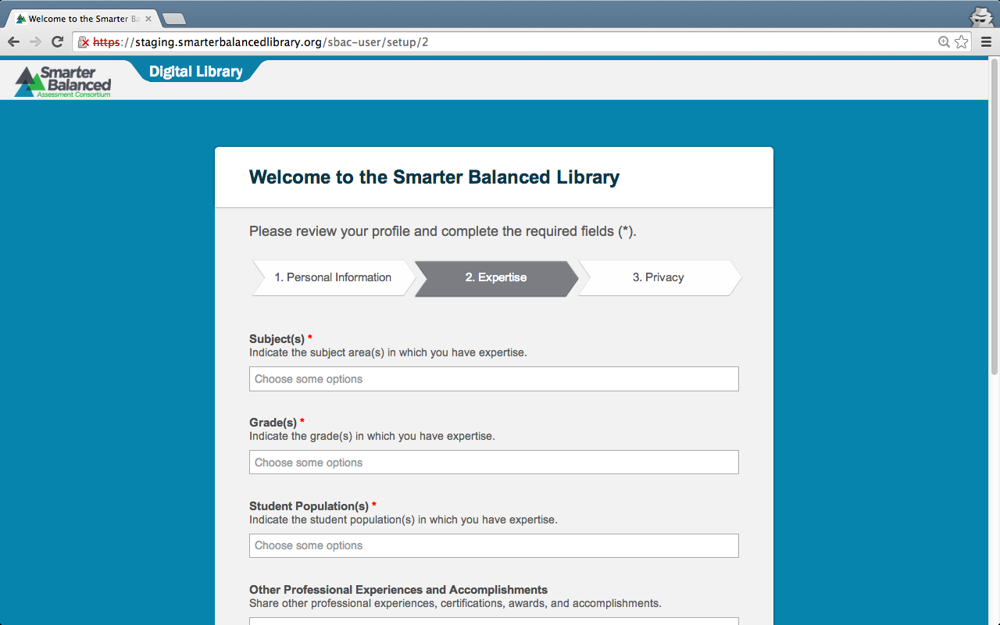 Welcome to the Smarter Ba
https://staging.smarterbalancedlibrary.org/sbac-user/setup/2
Smarter
Balanced
Assessment Consortium
Digital Library
Welcome to the Smarter Balanced Library
Please review your profile and complete the required fields (*).
1. Personal Information
2. Expertise
3. Privacy
Subject(s) *
Indicate the subject area(s) in which you have expertise.
Choose some options
Grade(s) *
Indicate the grade(s) in which you have expertise.
Choose some options
Student Population(s) *
Indicate the student population(s) in which you have expertise.
Choose some options
Other Professional Experiences and Accomplishments
Share other professional experiences, certifications, awards, and accomplishments.